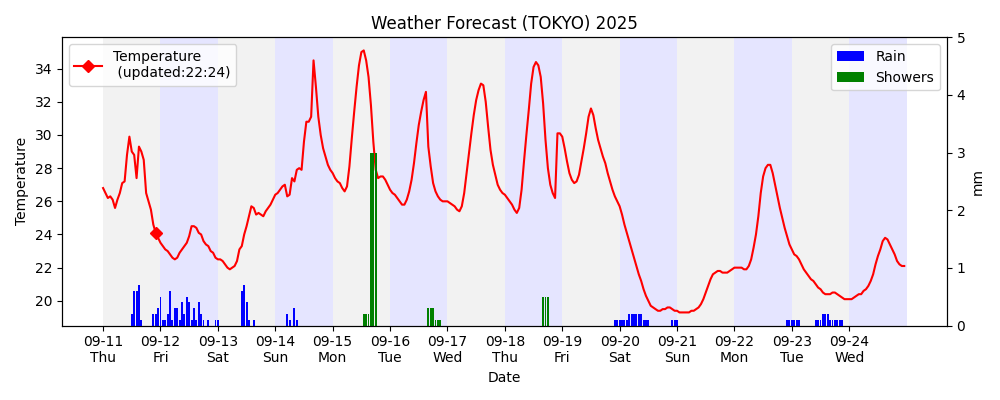 Weather Forecast (TOKYO) 2025
Temperature
(updated:22:24)
Rain
Showers
Temperature
34
32
30
28
26
24
22
20
5
4
3
2
1
0
mm
09-11 09-12 09-13 09-14 09-15 09-16 09-17 09-18 09-19 09-20 09-21 09-22 09-23 09-24
Thu Fri Sat Sun Mon Tue Wed Thu Fri Sat Sun Mon Tue Wed
Date